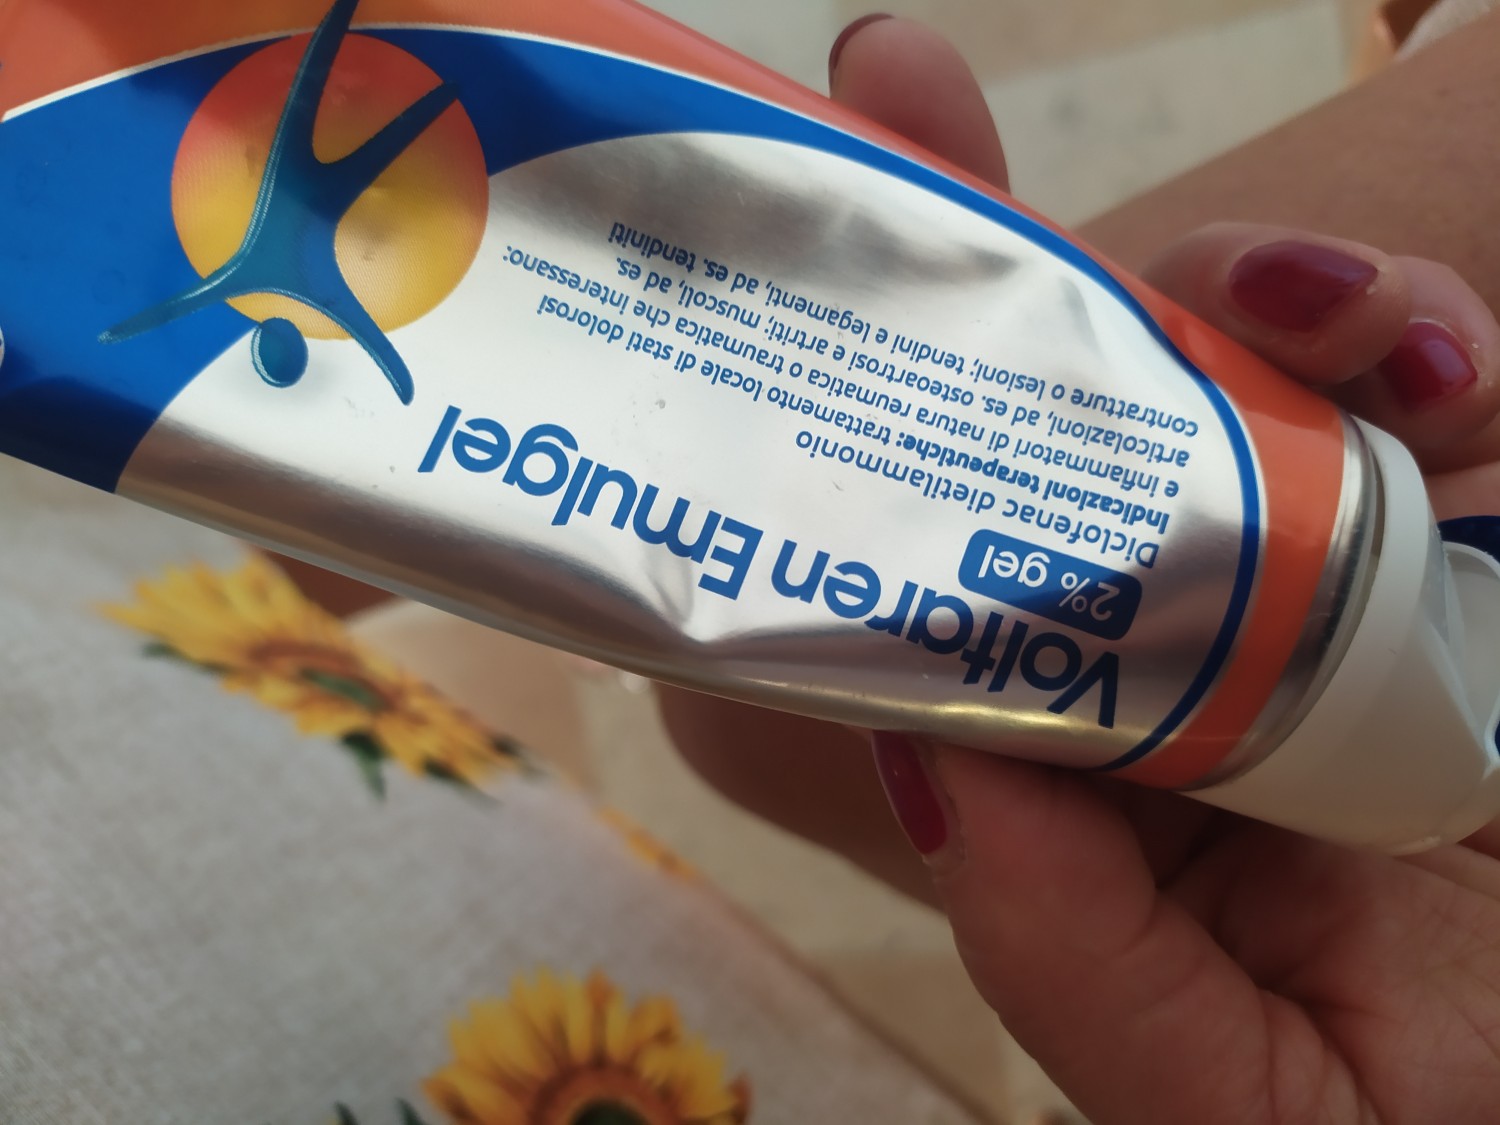 Voltaren Emulgel
2% gel
Diclofenac dietilammonio
Indicazioni terapeutiche: trattamento locale di stati dolorosi
e infiammatori di natura reumatica o traumatica che interessano:
articolazioni, ad es. osteoartrosi e artriti; muscoli, ad es.
contratture o lesioni; tendini e legamenti, ad es. tendiniti